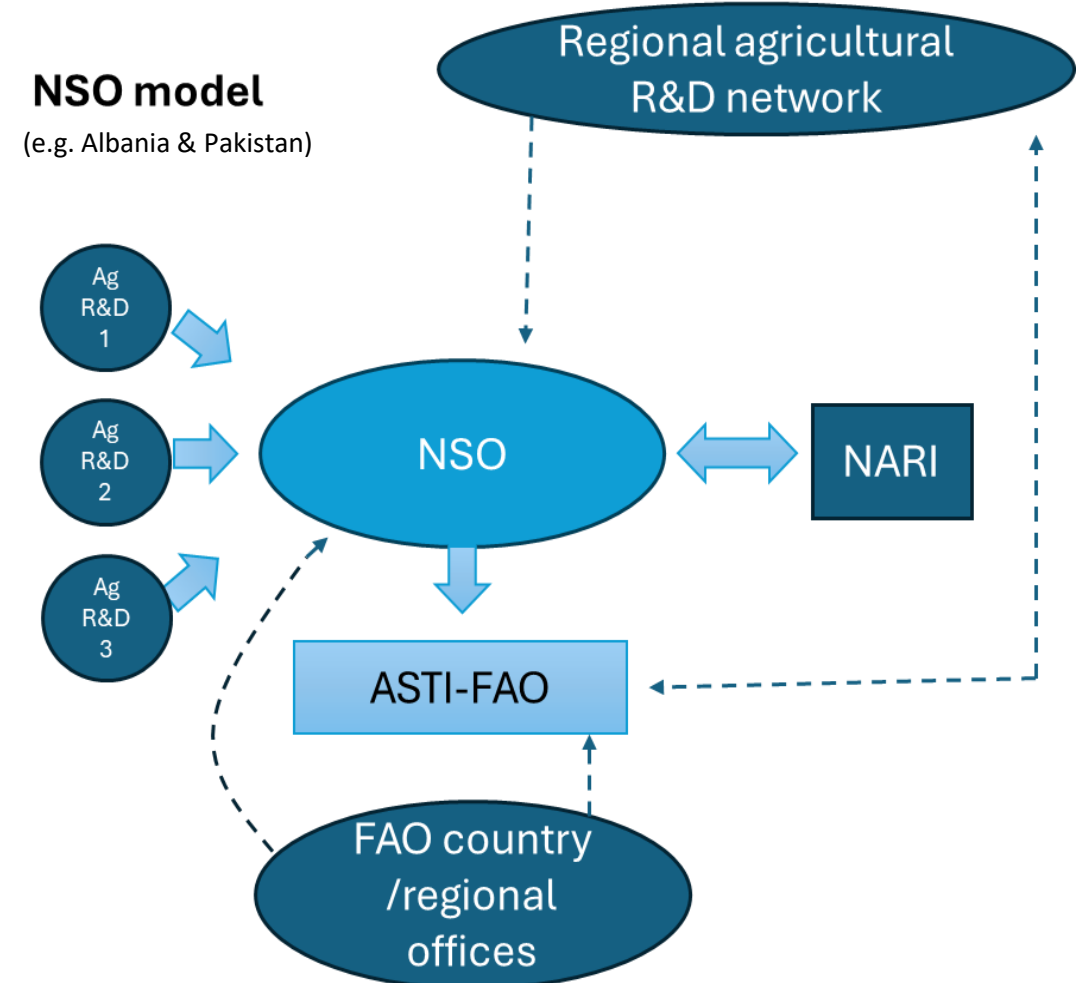 Regional agricultural
R&D network
NSO model
(e.g. Albania & Pakistan)
Ag
R&D
1
Ag
R&D
2
Ag
R&D
3
NSO
NARI
ASTI-FAO
FAO country
/regional
offices